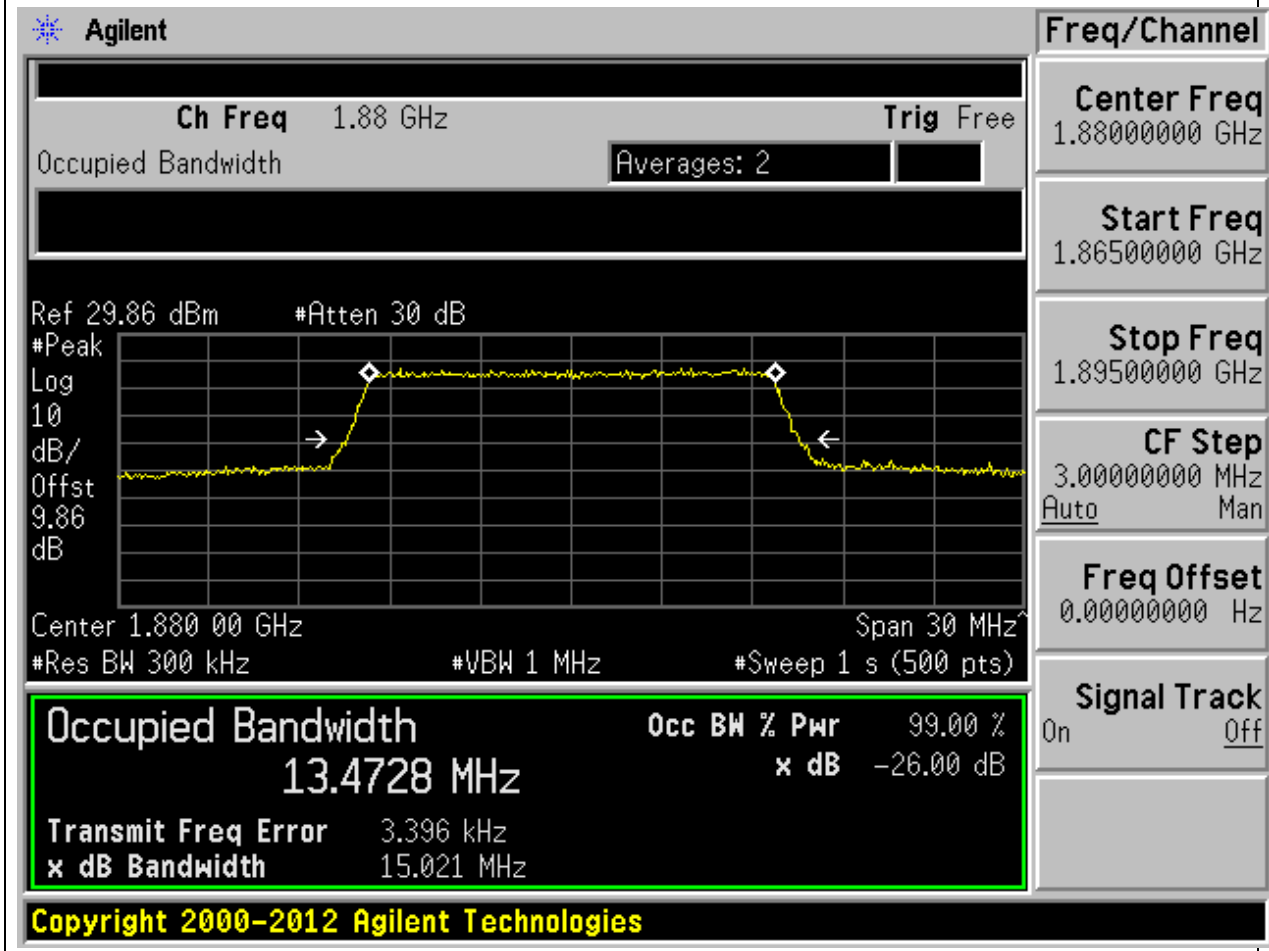 Agilent
Freq/Channel
Ch Freq 1.88 GHz Trig Free
Occupied Bandwidth Averages: 2
Ref 29.86 dBm #Atten 30 dB
#Peak
Log
10
dB/
Offst
9.86
dB
Center 1.880 00 GHz Span 30 MHz^
#Res BW 300 kHz #VBW 1 MHz #Sweep 1 s (500 pts)
Occupied Bandwidth Occ BW % Pwr 99.00 %
13.4728 MHz x dB -26.00 dB
Transmit Freq Error 3.396 kHz
x dB Bandwidth 15.021 MHz
Center Freq
1.88000000 GHz
Start Freq
1.86500000 GHz
Stop Freq
1.89500000 GHz
CF Step
3.00000000 MHz
Auto Man
Freq Offset
0.00000000 Hz
Signal Track
On Off
Copyright 2000-2012 Agilent Technologies